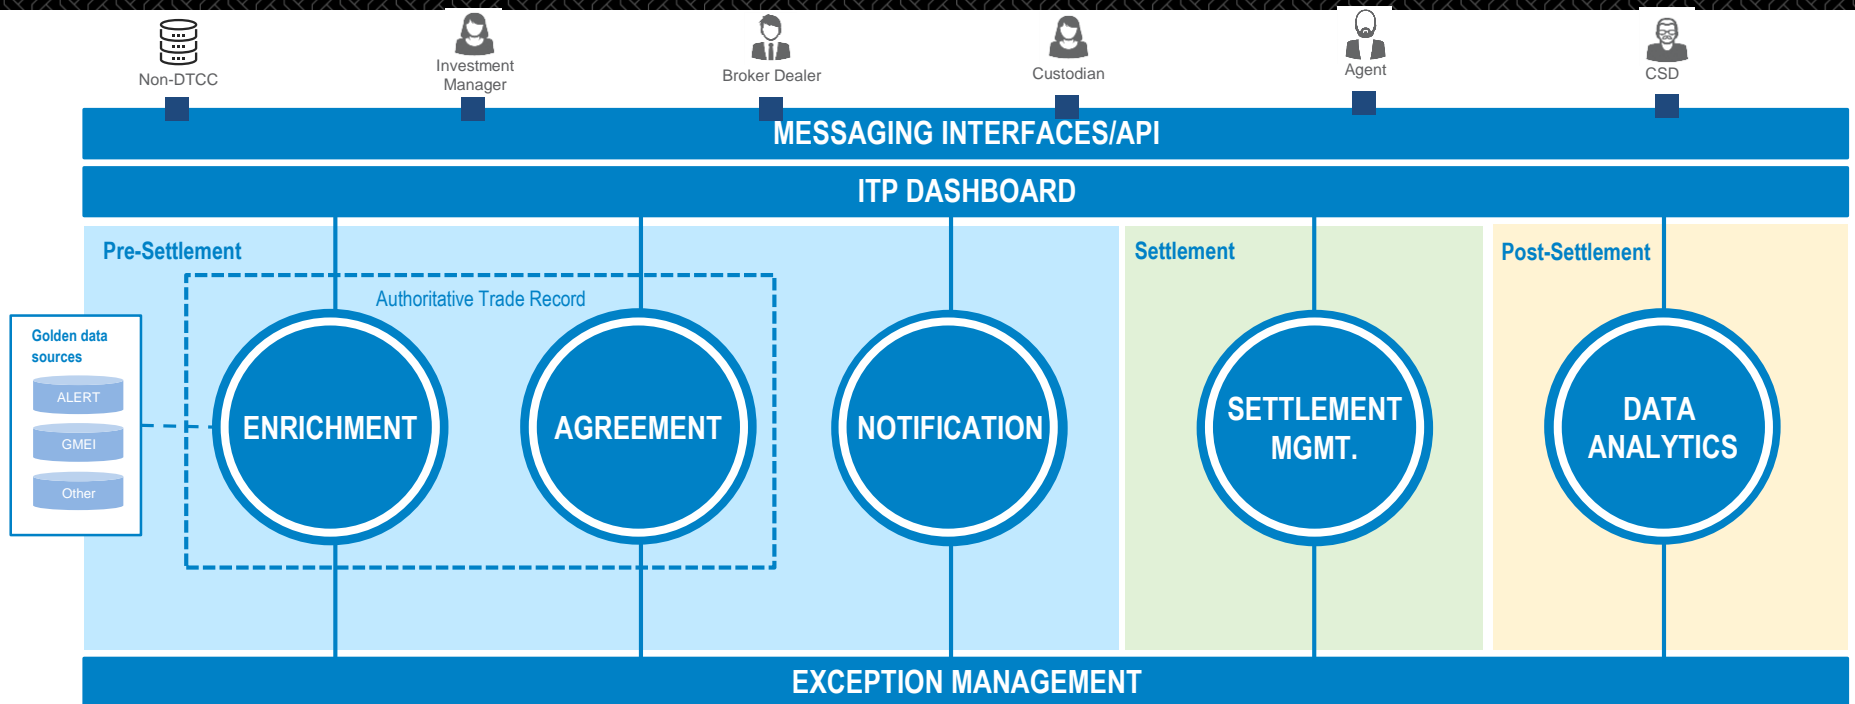 Non-DTCC
Investment
Manager
Broker Dealer
Custodian
Agent
CSD
MESSAGING INTERFACES/API
ITP DASHBOARD
Pre-Settlement
Settlement
Post-Settlement
Authoritative Trade Record
Golden data
sources
ALERT
GMEI
Other
ENRICHMENT
AGREEMENT
NOTIFICATION
SETTLEMENT
MGMT.
DATA
ANALYTICS
EXCEPTION MANAGEMENT